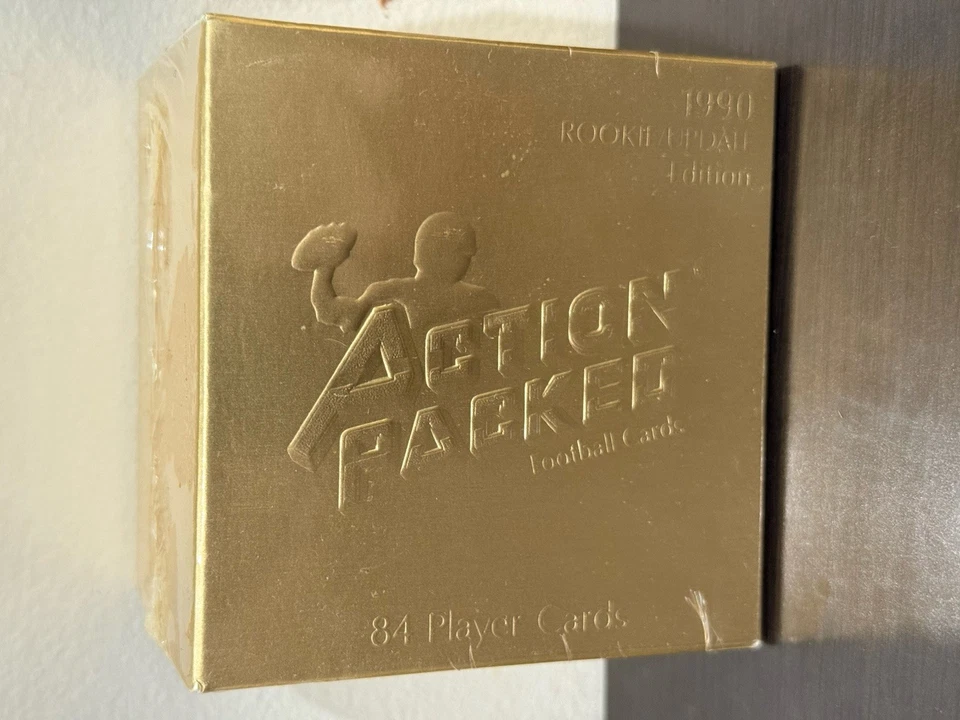 1990
ROOKIE/UPDATE
Edition
ACTION
PACKED
Football Cards
84 Player Cards